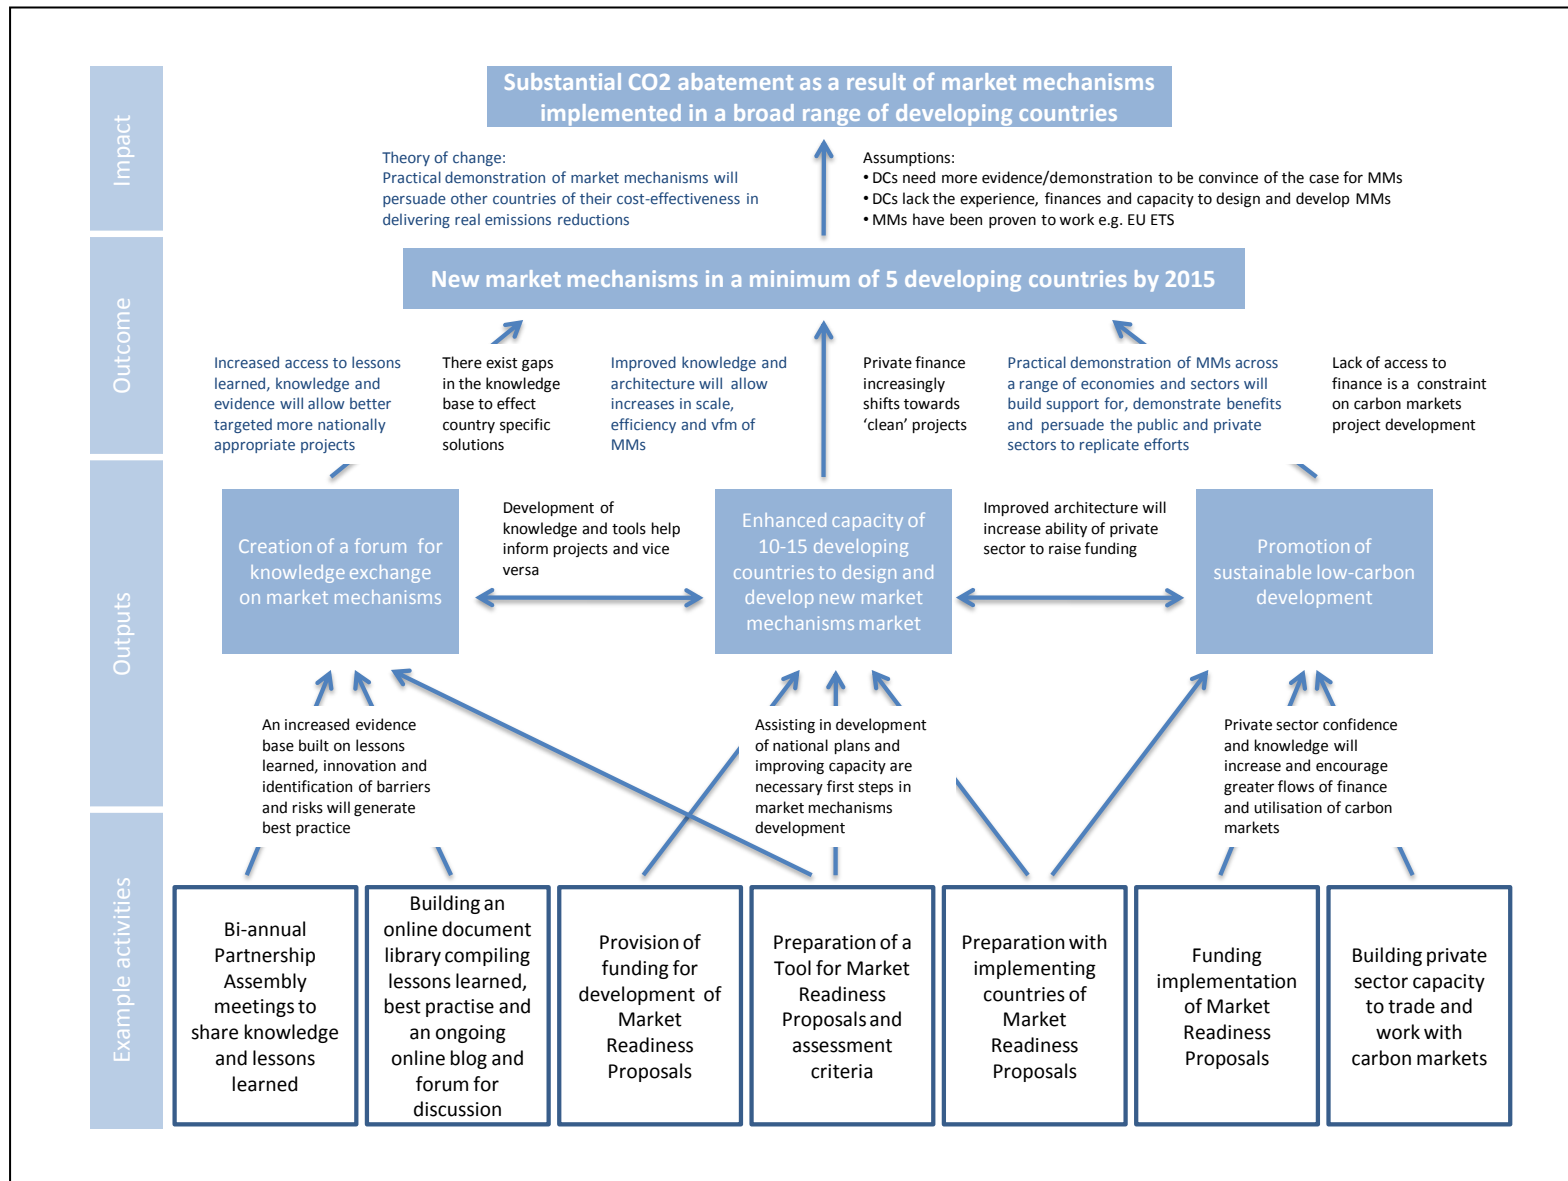 Impact
Substantial CO2 abatement as a result of market mechanisms
implemented in a broad range of developing countries
Theory of change:
Practical demonstration of market mechanisms will
persuade other countries of their cost-effectiveness in
delivering real emissions reductions
Assumptions:
• DCs need more evidence/demonstration to be convince of the case for MMs
• DCs lack the experience, finances and capacity to design and develop MMs
• MMs have been proven to work e.g. EU ETS
Outcome
New market mechanisms in a minimum of 5 developing countries by 2015
Increased access to lessons
learned, knowledge and
evidence will allow better
targeted more nationally
appropriate projects
There exist gaps
in the knowledge
base to effect
country specific
solutions
Improved knowledge and
architecture will allow
increases in scale,
efficiency and vfm of
MMs
Private finance
increasingly
shifts towards
‘clean’ projects
Practical demonstration of MMs across
a range of economies and sectors will
build support for, demonstrate benefits
and persuade the public and private
sectors to replicate efforts
Lack of access to
finance is a constraint
on carbon markets
project development
Outputs
Creation of a forum for
knowledge exchange
on market mechanisms
Development of
knowledge and tools help
inform projects and vice
versa
Enhanced capacity of
10-15 developing
countries to design and
develop new market
mechanisms market
Improved architecture will
increase ability of private
sector to raise funding
Promotion of
sustainable low-carbon
development
An increased evidence
base built on lessons
learned, innovation and
identification of barriers
and risks will generate
best practice
Assisting in development
of national plans and
improving capacity are
necessary first steps in
market mechanisms
development
Private sector confidence
and knowledge will
increase and encourage
greater flows of finance
and utilisation of carbon
markets
Example activities
Bi-annual
Partnership
Assembly
meetings to
share knowledge
and lessons
learned
Building an
online document
library compiling
lessons learned,
best practise and
an ongoing
online blog and
forum for
discussion
Provision of
funding for
development of
Market
Readiness
Proposals
Preparation of a
Tool for Market
Readiness
Proposals and
assessment
criteria
Preparation with
implementing
countries of
Market
Readiness
Proposals
Funding
implementation
of Market
Readiness
Proposals
Building private
sector capacity
to trade and
work with
carbon markets